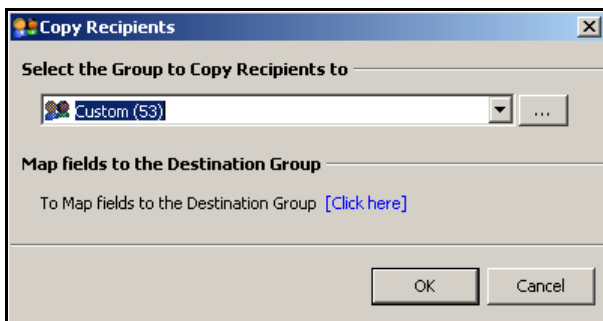 Copy Recipients
Select the Group to Copy Recipients to
Custom (53)
...
Map fields to the Destination Group
To Map fields to the Destination Group [Click here]
OK Cancel